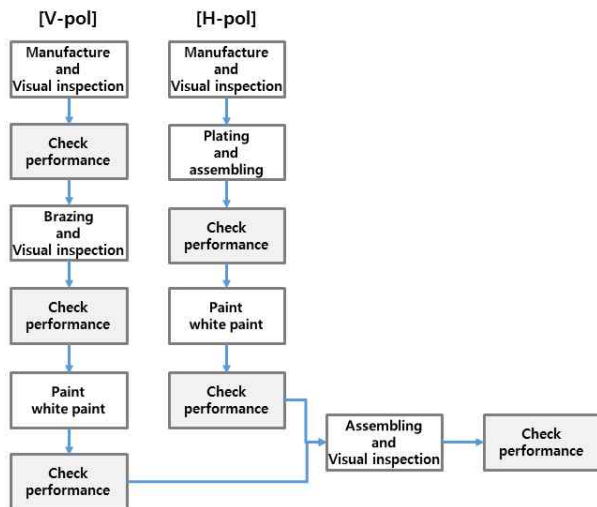 [V-pol]
Manufacture
and
Visual inspection
Check
performance
Brazing
and
Visual inspection
Check
performance
Paint
white paint
Check
performance
[H-pol]
Manufacture
and
Visual inspection
Plating
and
assembling
Check
performance
Paint
white paint
Check
performance
Assembling
and
Visual inspection
Check
performance